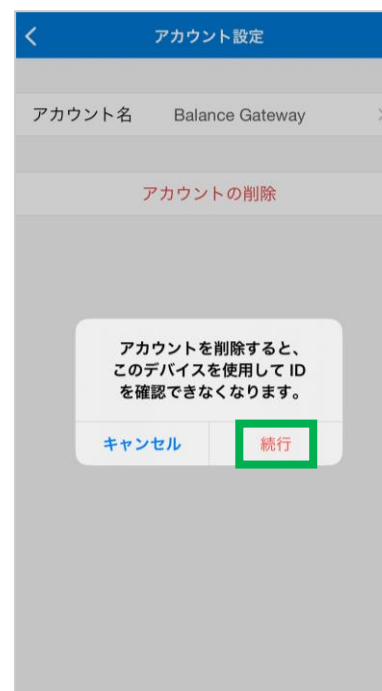 アカウント設定
アカウント名 Balance Gateway
アカウントの削除
アカウントを削除すると、
このデバイスを使用して ID
を確認できなくなります。
キャンセル 続行